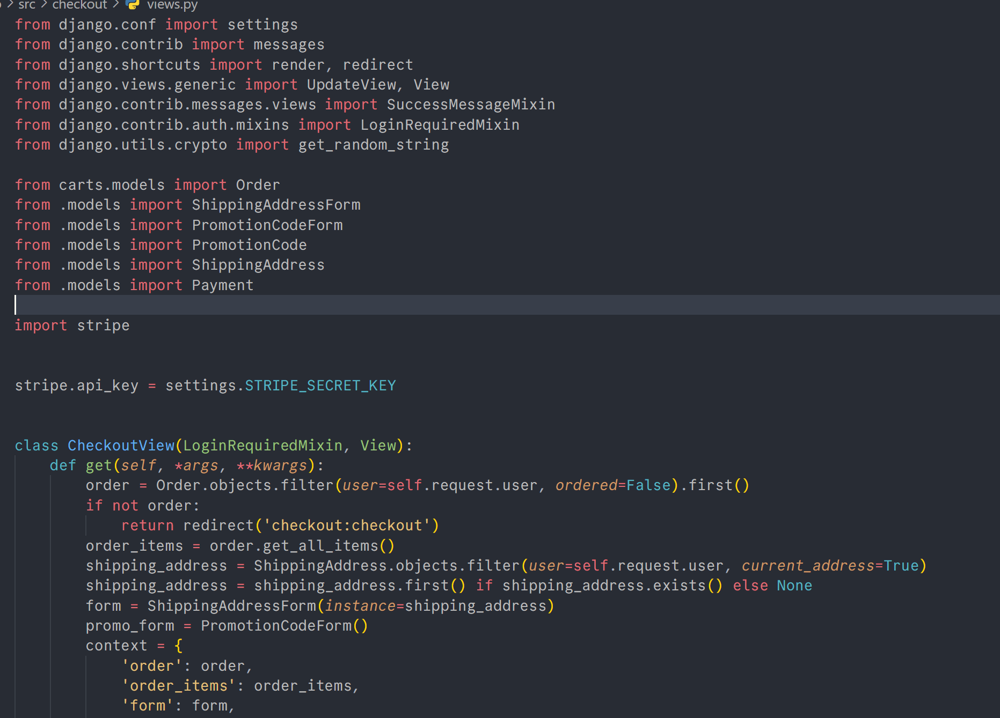 > src > checkout > views.py
from django.conf import settings
from django.contrib import messages
from django.shortcuts import render, redirect
from django.views.generic import UpdateView, View
from django.contrib.messages.views import SuccessMessageMixin
from django.contrib.auth.mixins import LoginRequiredMixin
from django.utils.crypto import get_random_string

from carts.models import Order
from .models import ShippingAddressForm
from .models import PromotionCodeForm
from .models import PromotionCode
from .models import ShippingAddress
from .models import Payment

import stripe


stripe.api_key = settings.STRIPE_SECRET_KEY


class CheckoutView(LoginRequiredMixin, View):
    def get(self, *args, **kwargs):
        order = Order.objects.filter(user=self.request.user, ordered=False).first()
        if not order:
            return redirect('checkout:checkout')
        order_items = order.get_all_items()
        shipping_address = ShippingAddress.objects.filter(user=self.request.user, current_address=True)
        shipping_address = shipping_address.first() if shipping_address.exists() else None
        form = ShippingAddressForm(instance=shipping_address)
        promo_form = PromotionCodeForm()
        context = {
            'order': order,
            'order_items': order_items,
            'form': form,